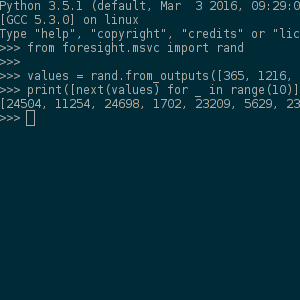 Python 3.5.1 (default, Mar  3 2016, 09:29:0
[GCC 5.3.0] on linux
Type "help", "copyright", "credits" or "lic
>>> from foresight.msvc import rand
>>>
>>> values = rand.from_outputs([365, 1216,
>>> print([next(values) for _ in range(10)]
[24504, 11254, 24698, 1702, 23209, 5629, 23
>>>